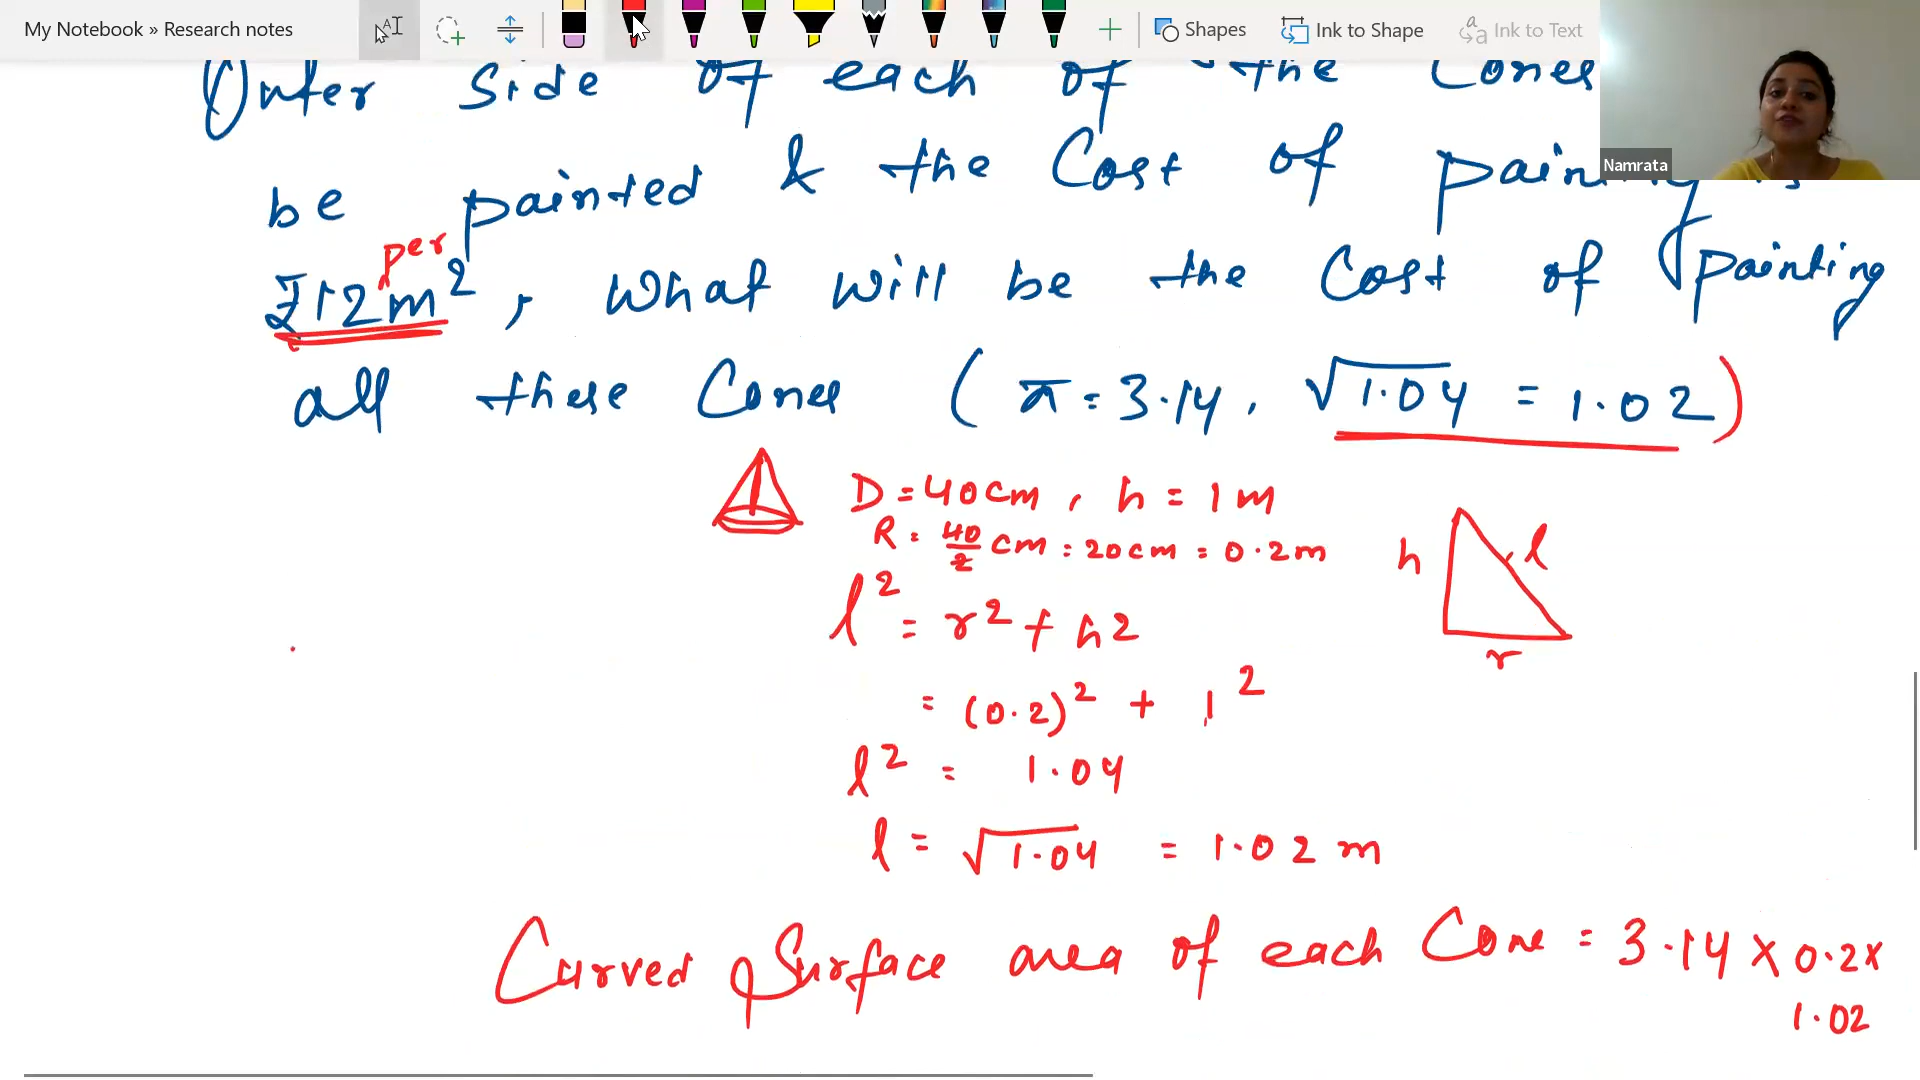 My Notebook » Research notes
Shapes
Ink to Shape
Ink to Text
Outer side of each of the Cones
Namrata
be painted & the Cost of
per
₹12m², What will be the Cost of painting
all these Cones ( π = 3.14, √1.04 = 1.02)
D = 40cm, h = 1m
R = 40/2 cm = 20cm = 0.2m
h l
r
l² = r² + h2
= (0.2)² + 1²
l² = 1.04
l = √1.04 = 1.02 m
Curved Surface area of each Cone = 3.14 x 0.2x
1.02